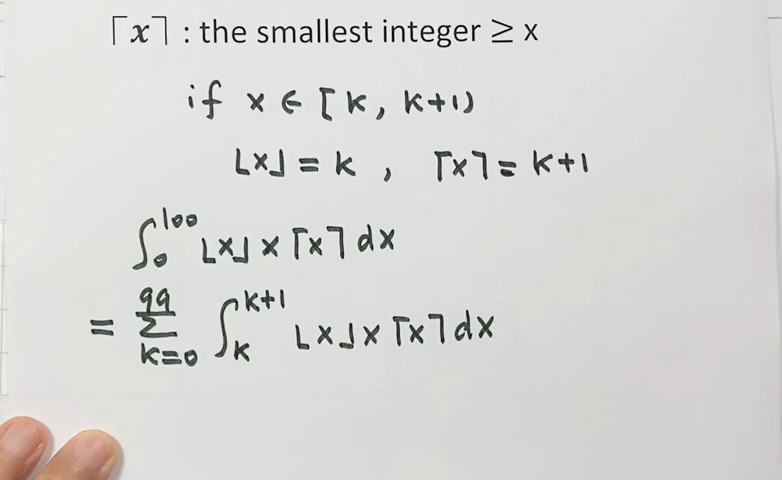 ⌈x⌉ : the smallest integer ≥ x
if x ∈ [k, k+1)
⌊x⌋ = k , ⌈x⌉ = k+1
∫₀¹⁰⁰ ⌊x⌋ x ⌈x⌉ dx
= ∑_{k=0}^{99} ∫_k^{k+1} ⌊x⌋ x ⌈x⌉ dx